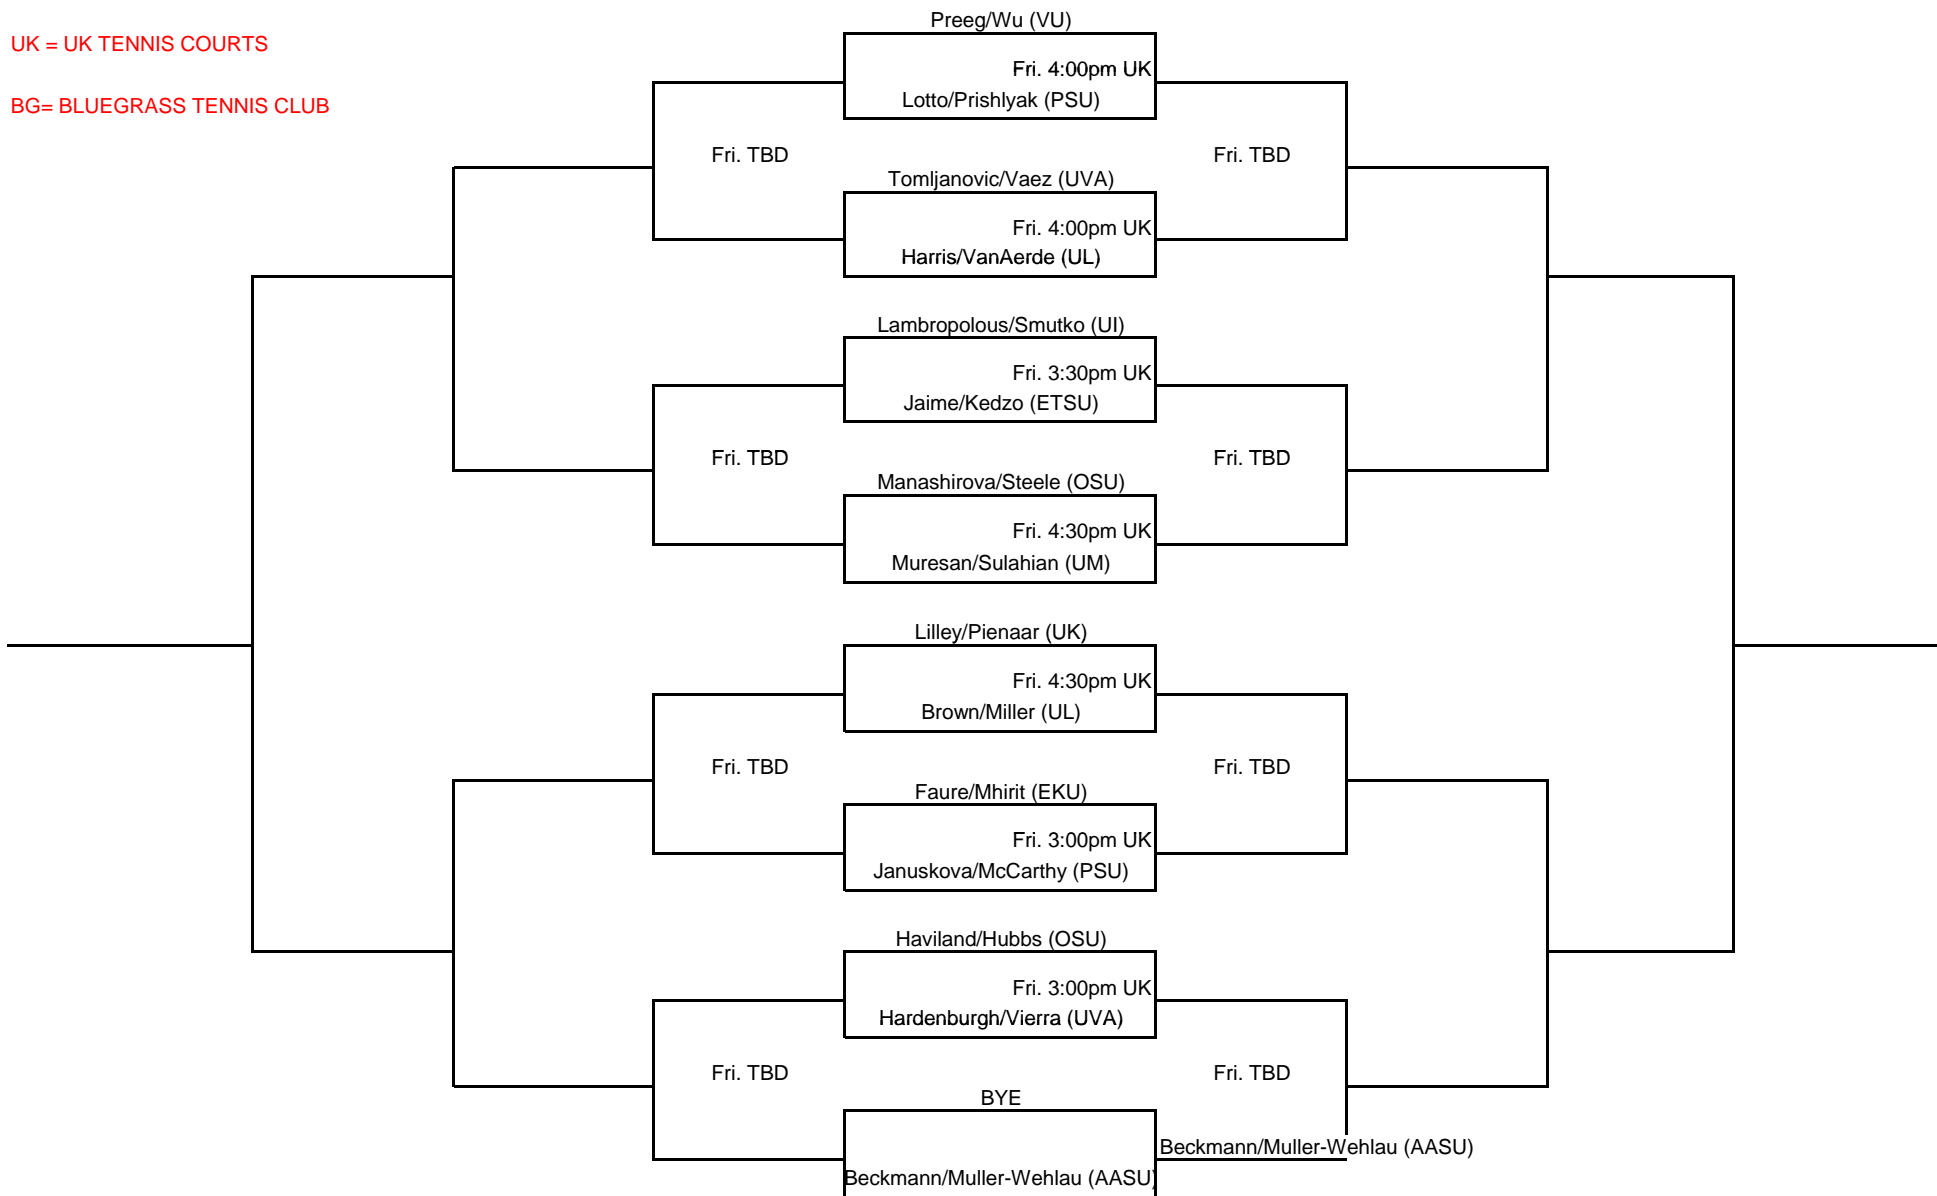 Preeg/Wu (VU)
UK = UK TENNIS COURTS
Fri. 4:00pm UK
BG= BLUEGRASS TENNIS CLUB
Lotto/Prishlyak (PSU)
Fri. TBD
Fri. TBD
Tomljanovic/Vaez (UVA)
Fri. 4:00pm UK
Harris/VanAerde (UL)
Lambropolous/Smutko (UI)
Fri. 3:30pm UK
Jaime/Kedzo (ETSU)
Fri. TBD
Fri. TBD
Manashirova/Steele (OSU)
Fri. 4:30pm UK
Muresan/Sulahian (UM)
Lilley/Pienaar (UK)
Fri. 4:30pm UK
Brown/Miller (UL)
Fri. TBD
Fri. TBD
Faure/Mhirit (EKU)
Fri. 3:00pm UK
Januskova/McCarthy (PSU)
Haviland/Hubbs (OSU)
Fri. 3:00pm UK
Hardenburgh/Vierra (UVA)
Fri. TBD
Fri. TBD
BYE
Beckmann/Muller-Wehlau (AASU)
Beckmann/Muller-Wehlau (AASU)